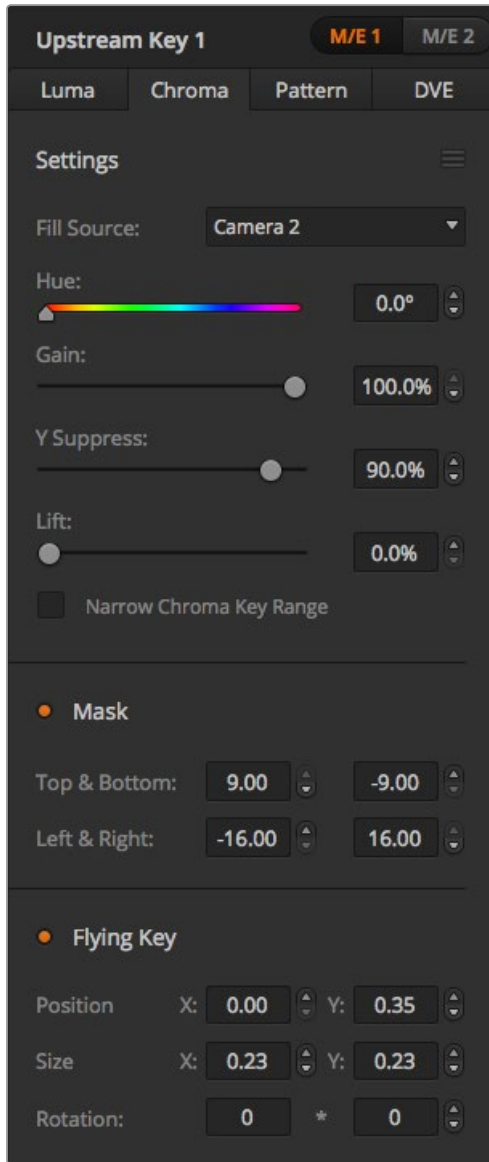 Upstream Key 1 M/E 1 M/E 2
Luma Chroma Pattern DVE
Settings
Fill Source: Camera 2
Hue:
0.0°
Gain:
100.0%
Y Suppress:
90.0%
Lift:
0.0%
Narrow Chroma Key Range
Mask
Top & Bottom: 9.00 -9.00
Left & Right: -16.00 16.00
Flying Key
Position X: 0.00 Y: 0.35
Size X: 0.23 Y: 0.23
Rotation: 0 * 0